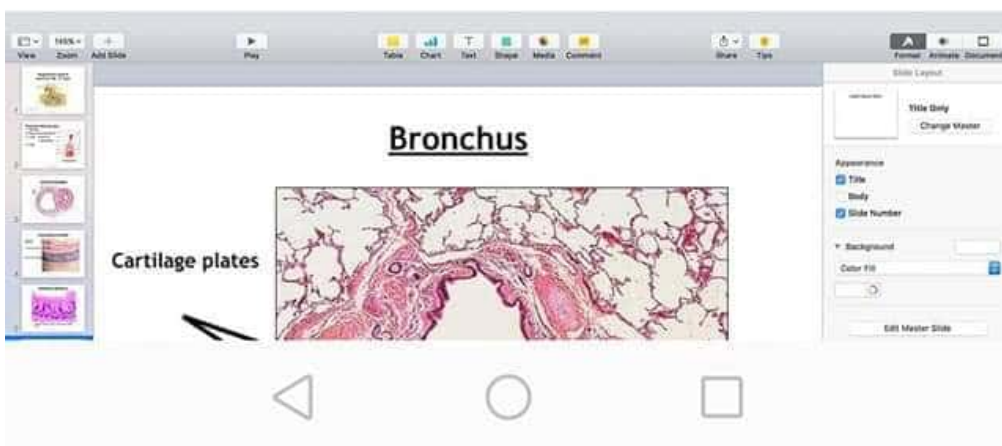 View
Zoom
Add Slide
Play
Table
Chart
Text
Shape
Media
Comment
Share
Tips
Format
Animate
Document
Slide Layout
Title Only
Change Master
Bronchus
Appearance
Title
Body
Slide Number
Background
Cartilage plates
Color Fill
Edit Master Slide